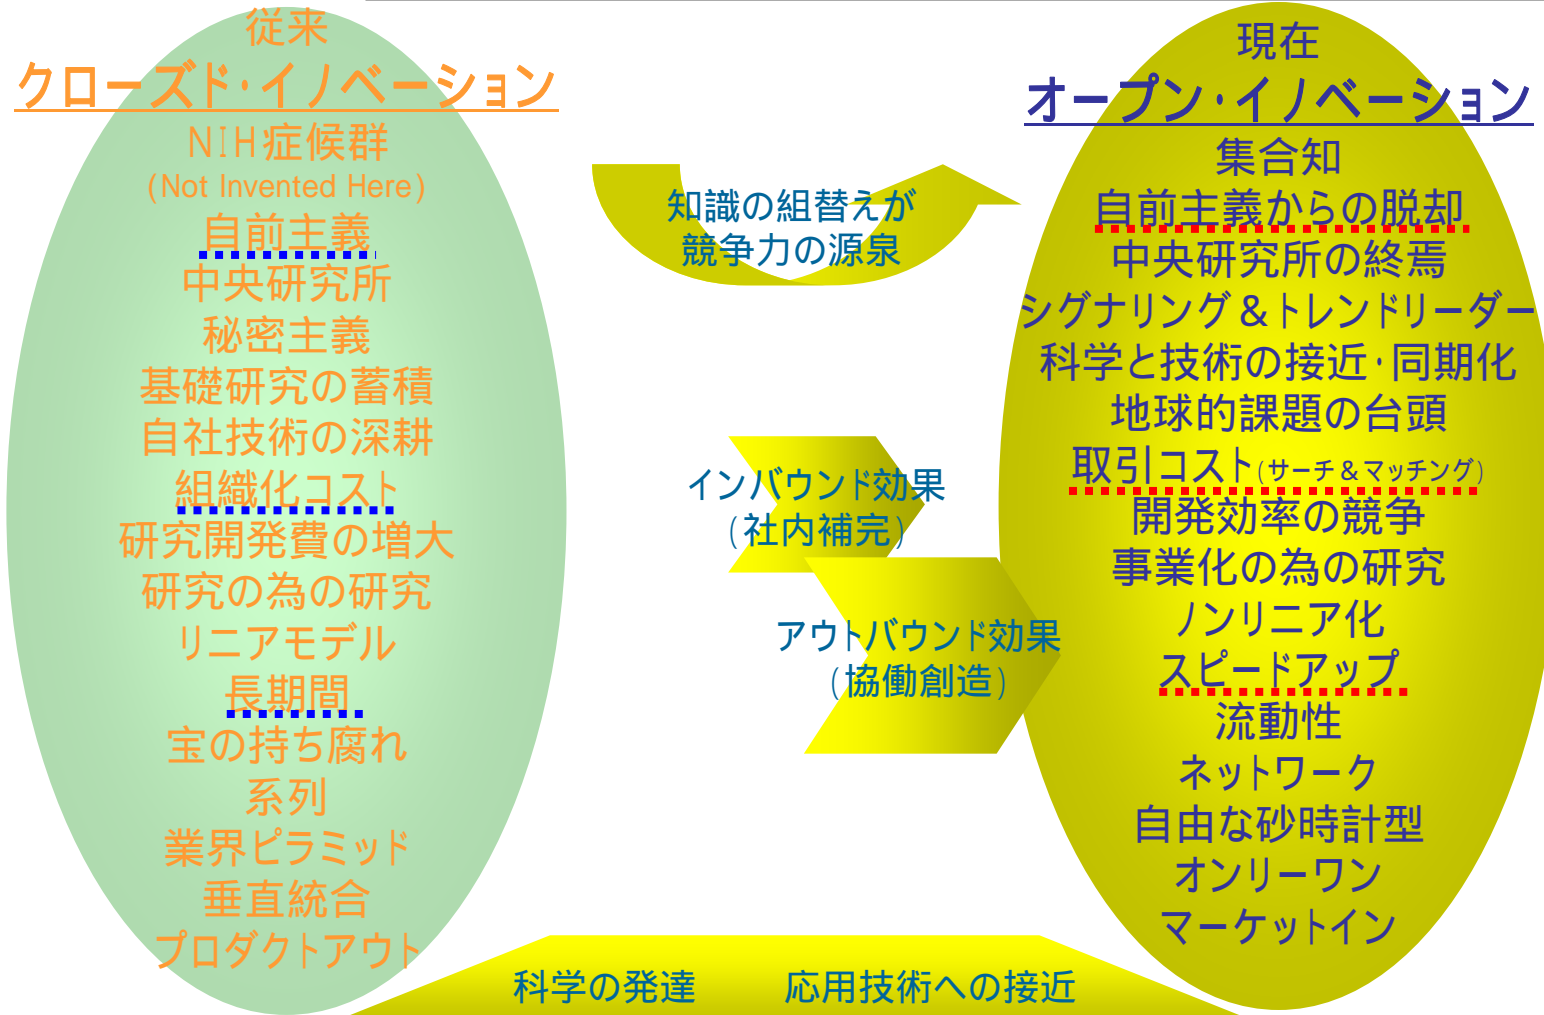 従来
クローズド・イノベーション
NIH症候群
(Not Invented Here)
自前主義
中央研究所
秘密主義
基礎研究の蓄積
自社技術の深耕
組織化コスト
研究開発費の増大
研究の為の研究
リニアモデル
長期間
宝の持ち腐れ
系列
業界ピラミッド
垂直統合
プロダクトアウト
知識の組替えが
競争力の源泉
インバウンド効果
(社内補完)
アウトバウンド効果
(協働創造)
科学の発達　　応用技術への接近
現在
オープン・イノベーション
集合知
自前主義からの脱却
中央研究所の終焉
シグナリング＆トレンドリーダー
科学と技術の接近・同期化
地球的課題の台頭
取引コスト(サーチ＆マッチング)
開発効率の競争
事業化の為の研究
ノンリニア化
スピードアップ
流動性
ネットワーク
自由な砂時計型
オンリーワン
マーケットイン